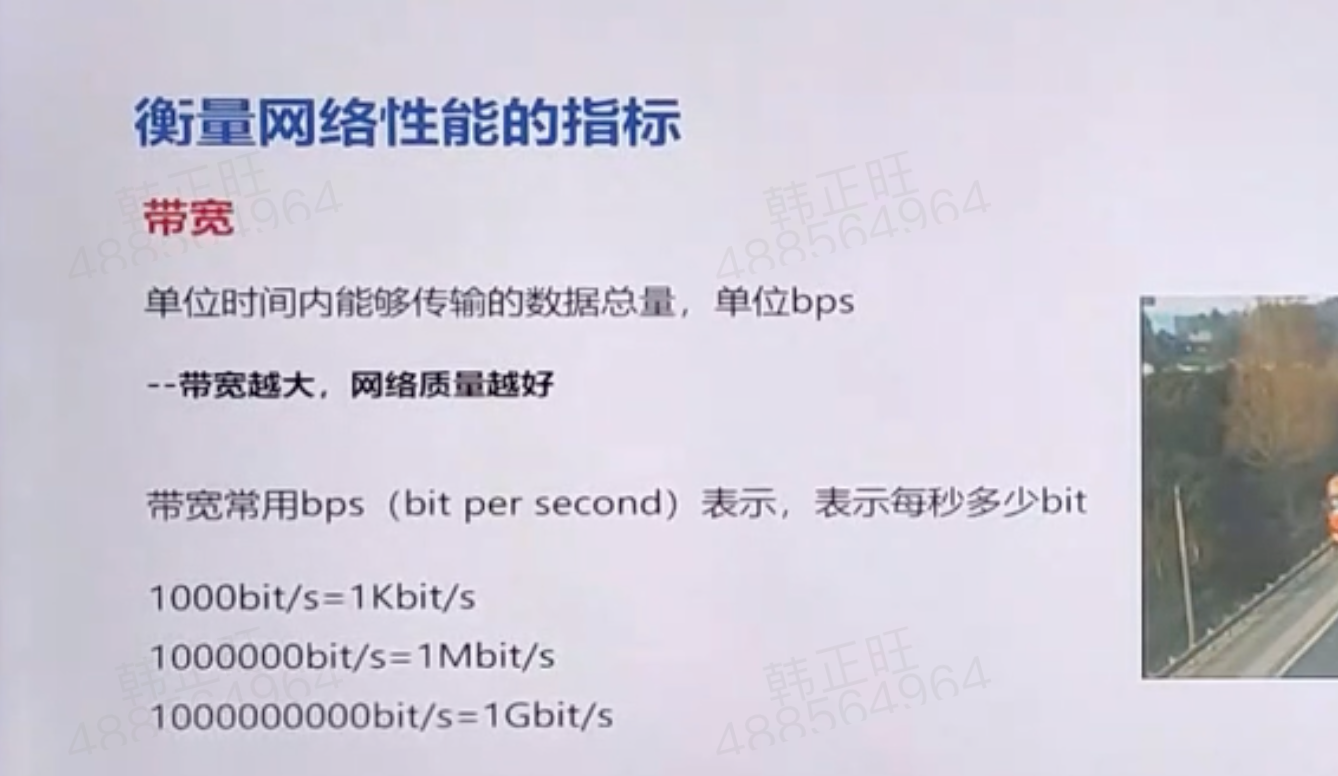 衡量网络性能的指标
带宽
单位时间内能够传输的数据总量，单位bps
--带宽越大，网络质量越好
带宽常用bps（bit per second）表示，表示每秒多少bit
1000bit/s=1Kbit/s
1000000bit/s=1Mbit/s
1000000000bit/s=1Gbit/s
韩正旺
488564964
韩正旺
488564964
韩正旺
488564964
韩正旺
488564964